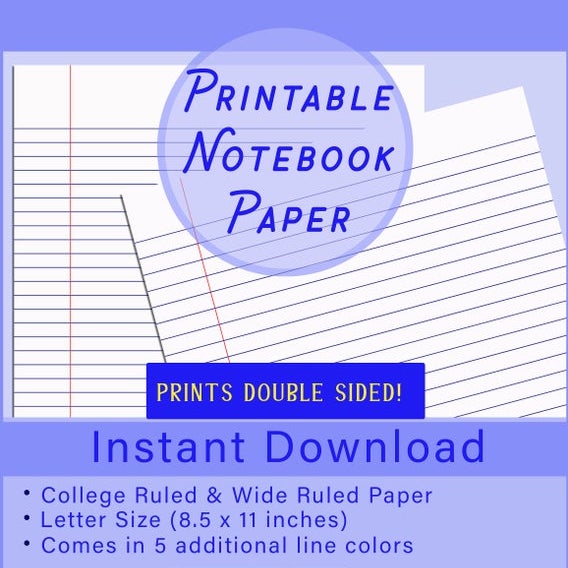 Printable
Notebook
Paper
PRINTS DOUBLE SIDED!
Instant Download
• College Ruled & Wide Ruled Paper
• Letter Size (8.5 x 11 inches)
• Comes in 5 additional line colors